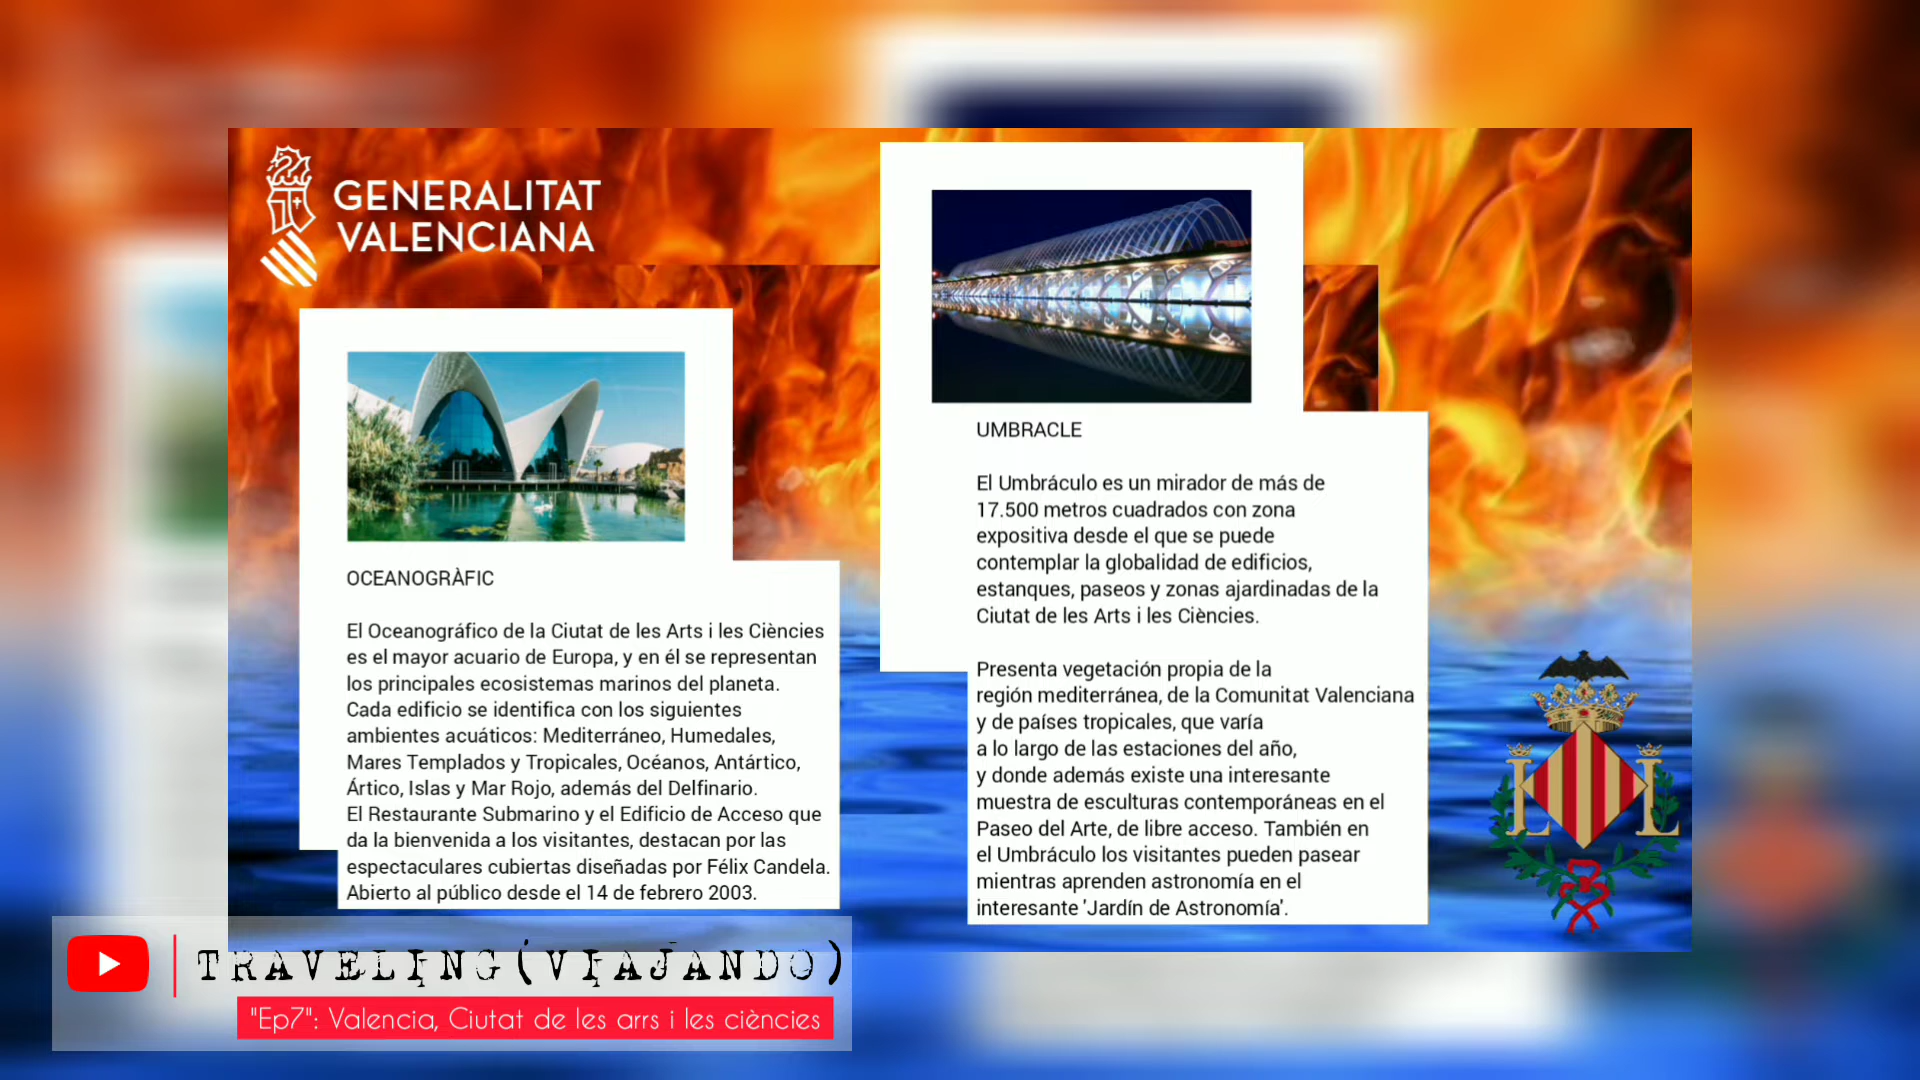 GENERALITAT
VALENCIANA
OCEANOGRÀFIC
El Oceanográfico de la Ciutat de les Arts i les Ciències
es el mayor acuario de Europa, y en él se representan
los principales ecosistemas marinos del planeta.
Cada edificio se identifica con los siguientes
ambientes acuáticos: Mediterráneo, Humedales,
Mares Templados y Tropicales, Océanos, Antártico,
Ártico, Islas y Mar Rojo, además del Delfinario.
El Restaurante Submarino y el Edificio de Acceso que
da la bienvenida a los visitantes, destacan por las
espectaculares cubiertas diseñadas por Félix Candela.
Abierto al público desde el 14 de febrero 2003.
UMBRACLE
El Umbráculo es un mirador de más de
17.500 metros cuadrados con zona
expositiva desde el que se puede
contemplar la globalidad de edificios,
estanques, paseos y zonas ajardinadas de la
Ciutat de les Arts i les Ciències.
Presenta vegetación propia de la
región mediterránea, de la Comunitat Valenciana
y de países tropicales, que varía
a lo largo de las estaciones del año,
y donde además existe una interesante
muestra de esculturas contemporáneas en el
Paseo del Arte, de libre acceso. También en
el Umbráculo los visitantes pueden pasear
mientras aprenden astronomía en el
interesante 'Jardín de Astronomía'.
L L
TRAVELING(VIAJANDO)
"Ep7": Valencia, Ciutat de les arrs i les ciències